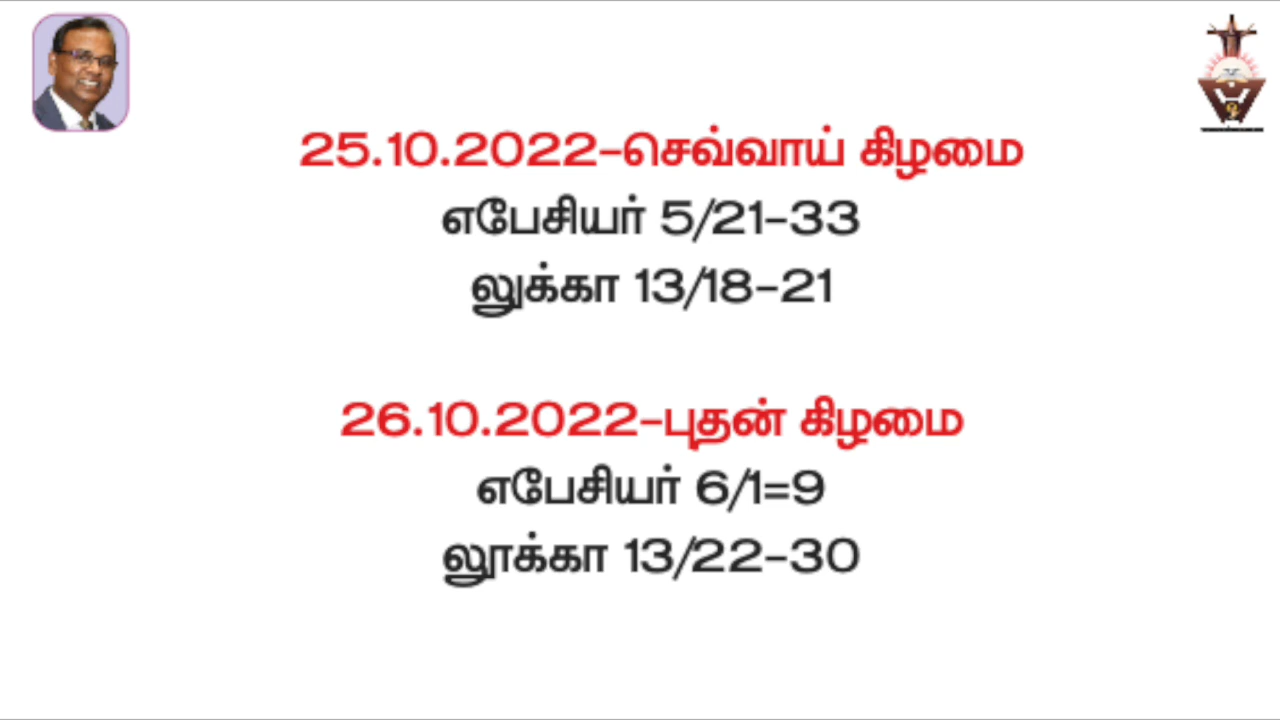 25.10.2022-செவ்வாய் கிழமை
எபேசியர் 5/21-33
லுக்கா 13/18-21
26.10.2022-புதன் கிழமை
எபேசியர் 6/1=9
லூக்கா 13/22-30